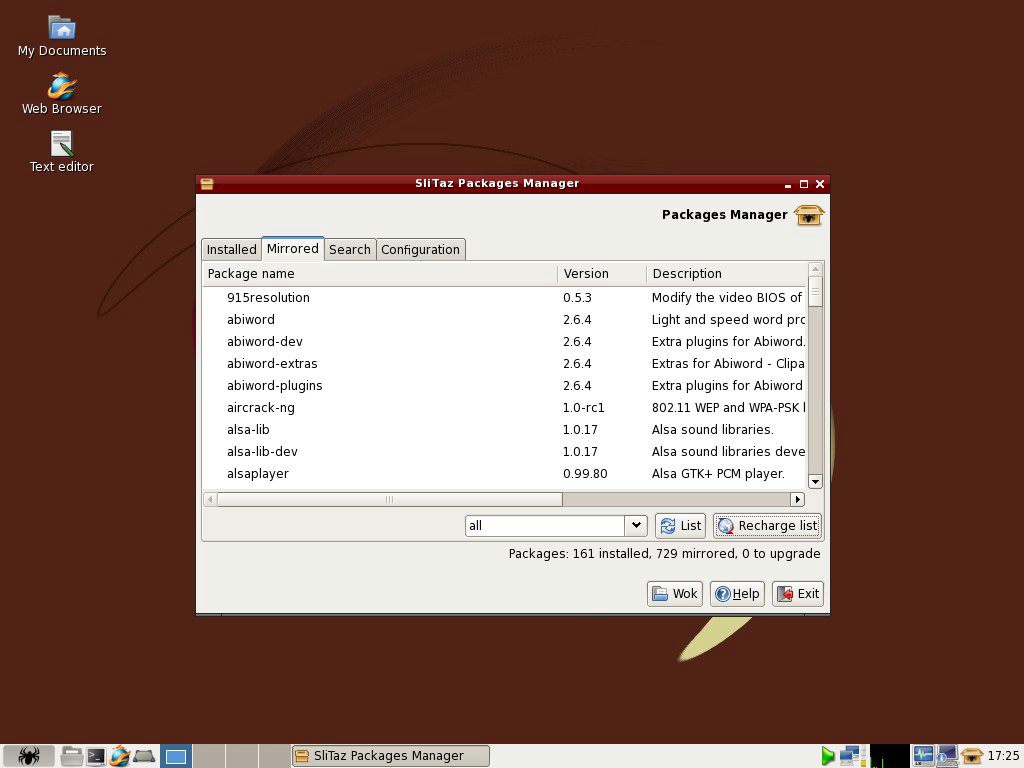 My Documents
Web Browser
Text editor
SliTaz Packages Manager
Packages Manager
Installed Mirrored Search Configuration
Package name Version Description
915resolution 0.5.3 Modify the video BIOS of
abiword 2.6.4 Light and speed word pro
abiword-dev 2.6.4 Extra plugins for Abiword.
abiword-extras 2.6.4 Extras for Abiword - Clipa
abiword-plugins 2.6.4 Extra plugins for Abiword
aircrack-ng 1.0-rc1 802.11 WEP and WPA-PSK
alsa-lib 1.0.17 Alsa sound libraries.
alsa-lib-dev 1.0.17 Alsa sound libraries deve
alsaplayer 0.99.80 Alsa GTK+ PCM player.
all List Recharge list
Packages: 161 installed, 729 mirrored, 0 to upgrade
Wok Help Exit
SliTaz Packages Manager 17:25